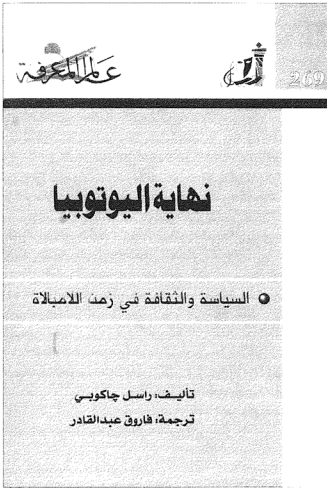 عالم المعرفة
269
نهاية اليوتوبيا
السياسة والثقافة في زمن اللامبالاة
تأليف: راسل چاكوبي
ترجمة: فاروق عبدالقادر